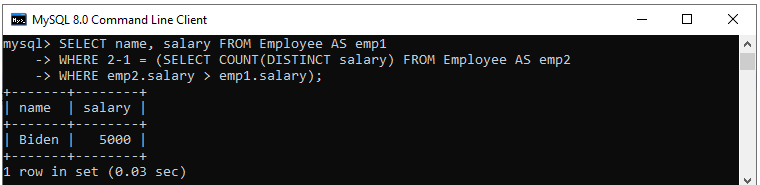 MySQL 8.0 Command Line Client
mysql> SELECT name, salary FROM Employee AS emp1
    -> WHERE 2-1 = (SELECT COUNT(DISTINCT salary) FROM Employee AS emp2
    -> WHERE emp2.salary > emp1.salary);
+-------+--------+
| name  | salary |
+-------+--------+
| Biden |   5000 |
+-------+--------+
1 row in set (0.03 sec)